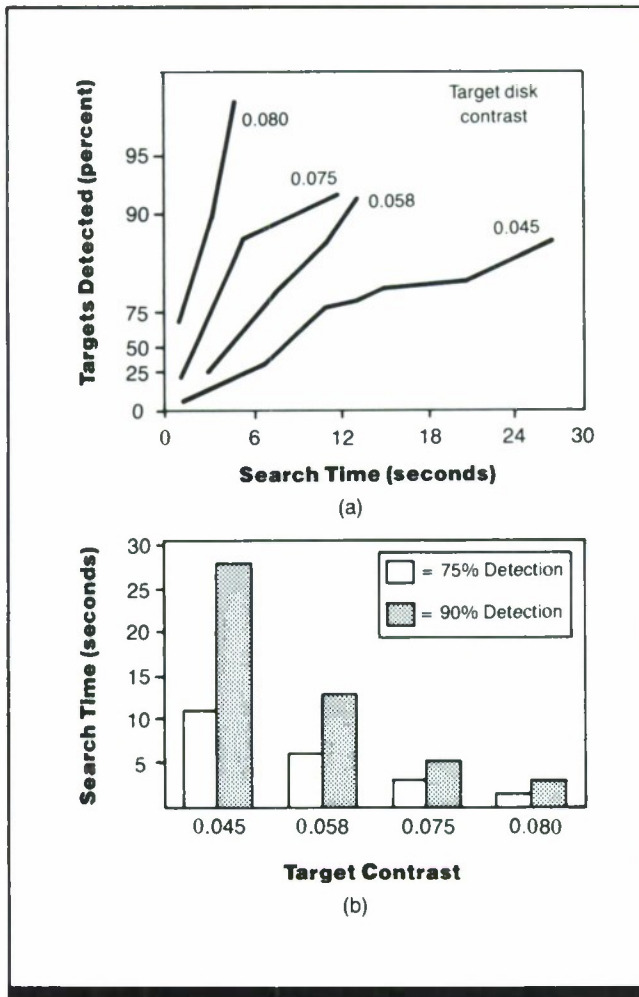 Target disk
contrast
0.080
0.075
0.058
0.045
Targets Detected (percent)
95
90
75
50
25
0
0 6 12 18 24 30
Search Time (seconds)
(a)
Search Time (seconds)
30
25
20
15
10
5
= 75% Detection
= 90% Detection
0.045 0.058 0.075 0.080
Target Contrast
(b)